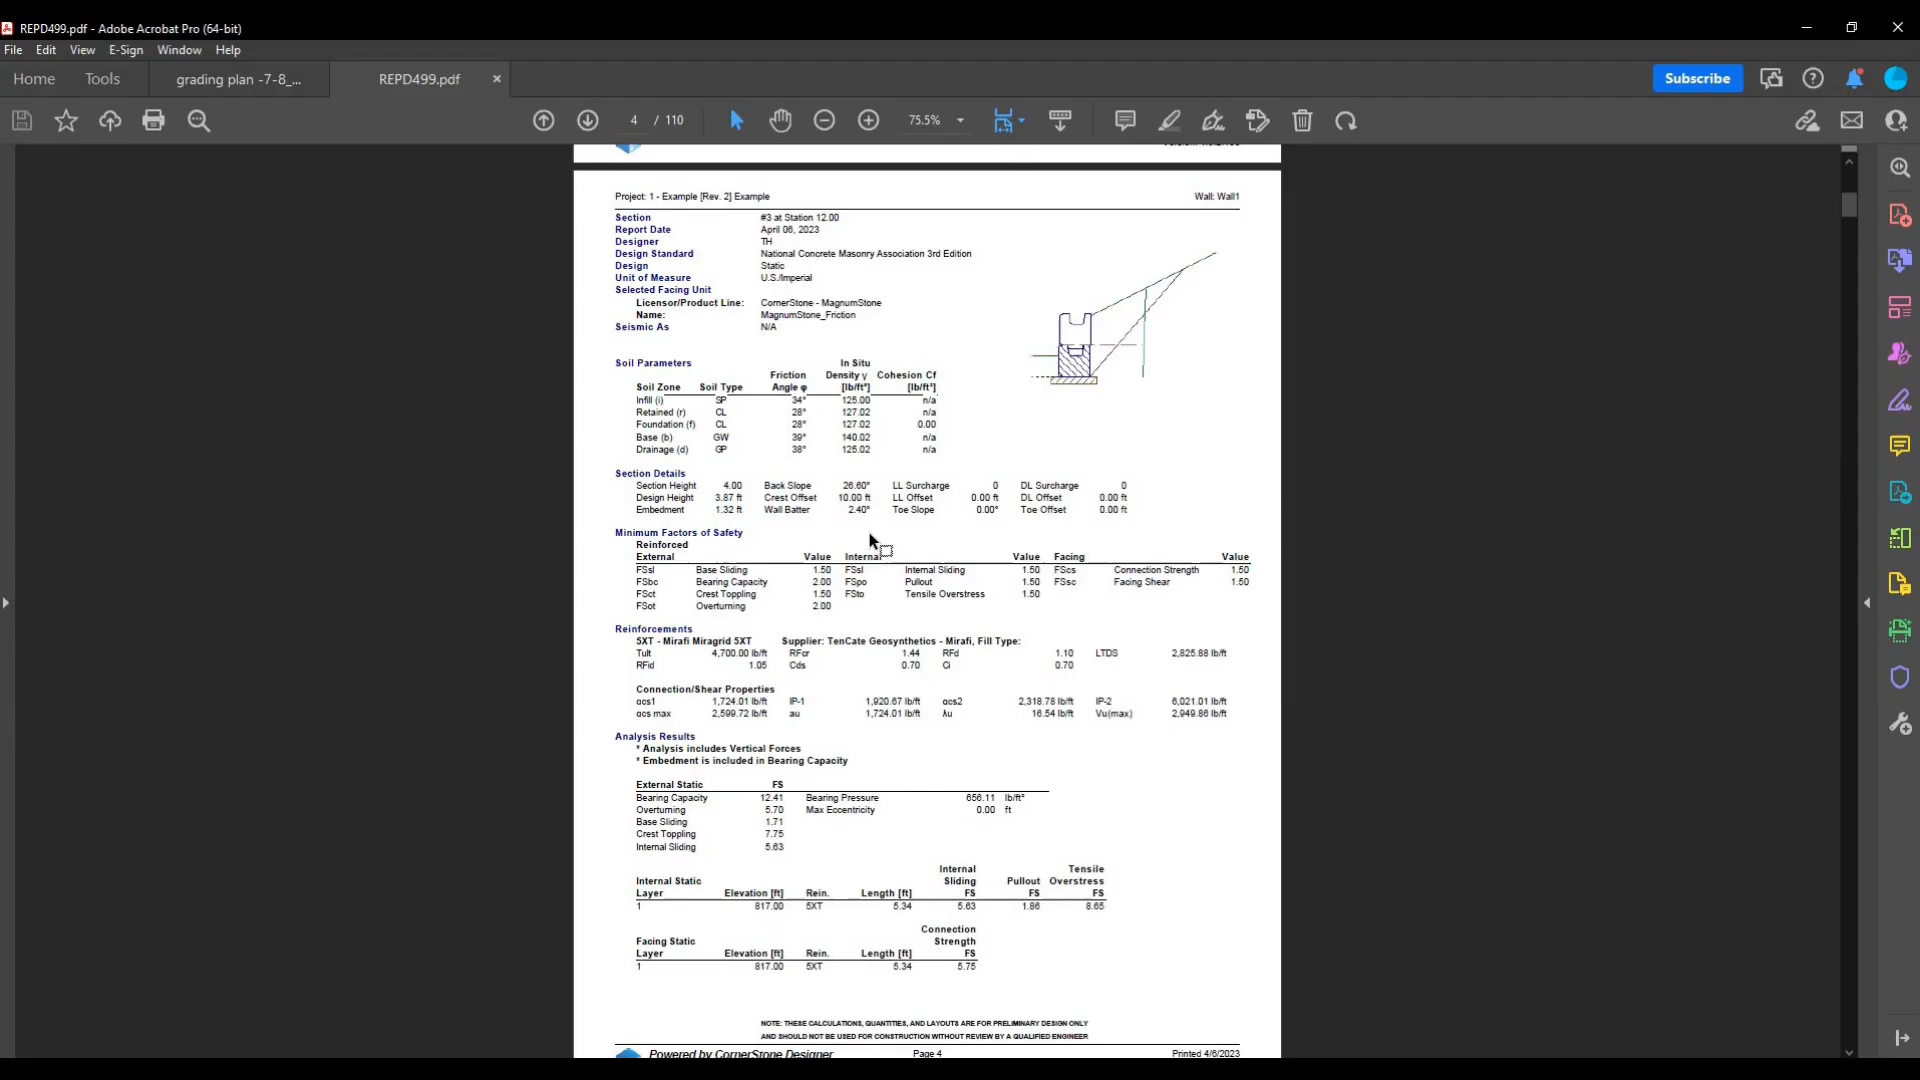 REPD499.pdf - Adobe Acrobat Pro (64-bit)
File Edit View E-Sign Window Help
Home Tools grading plan -7-8_... REPD499.pdf × Subscribe
4 / 110 75.5%
Project: 1 - Example [Rev. 2] Example Wall: Wall1
Section #3 at Station 12.00
Report Date April 06, 2023
Designer TH
Design Standard National Concrete Masonry Association 3rd Edition
Design Static
Unit of Measure U.S./Imperial
Selected Facing Unit
Licensor/Product Line: CornerStone - MagnumStone
Name: MagnumStone_Friction
Seismic As N/A
Soil Parameters In Situ
Friction Density γ Cohesion Cf
Soil Zone Soil Type Angle φ [lb/ft³] [lb/ft²]
Infill (i) SP 34° 125.00 n/a
Retained (r) CL 28° 127.02 n/a
Foundation (f) CL 28° 127.02 0.00
Base (b) GW 39° 140.02 n/a
Drainage (d) GP 38° 125.02 n/a
Section Details
Section Height 4.00 Back Slope 26.60° LL Surcharge 0 DL Surcharge 0
Design Height 3.87 ft Crest Offset 10.00 ft LL Offset 0.00 ft DL Offset 0.00 ft
Embedment 1.32 ft Wall Batter 2.40° Toe Slope 0.00° Toe Offset 0.00 ft
Minimum Factors of Safety
Reinforced
External Value Internal Value Facing Value
FSsl Base Sliding 1.50 FSsl Internal Sliding 1.50 FScs Connection Strength 1.50
FSbc Bearing Capacity 2.00 FSpo Pullout 1.50 FSsc Facing Shear 1.50
FSct Crest Toppling 1.50 FSto Tensile Overstress 1.50
FSot Overturning 2.00
Reinforcements
5XT - Mirafi Miragrid 5XT Supplier: TenCate Geosynthetics - Mirafi, Fill Type:
Tult 4,700.00 lb/ft RFcr 1.44 RFd 1.10 LTDS 2,825.88 lb/ft
RFid 1.05 Cds 0.70 Ci 0.70
Connection/Shear Properties
αcs1 1,724.01 lb/ft IP-1 1,920.67 lb/ft αcs2 2,318.78 lb/ft IP-2 6,021.01 lb/ft
αcs max 2,599.72 lb/ft au 1,724.01 lb/ft λu 16.54 lb/ft Vu(max) 2,949.86 lb/ft
Analysis Results
* Analysis includes Vertical Forces
* Embedment is included in Bearing Capacity
External Static FS
Bearing Capacity 12.41 Bearing Pressure 656.11 lb/ft²
Overturning 5.70 Max Eccentricity 0.00 ft
Base Sliding 1.71
Crest Toppling 7.75
Internal Sliding 5.63
Internal Tensile
Internal Static Sliding Pullout Overstress
Layer Elevation [ft] Rein. Length [ft] FS FS FS
1 817.00 5XT 5.34 5.63 1.86 8.65
Connection
Facing Static Strength
Layer Elevation [ft] Rein. Length [ft] FS
1 817.00 5XT 5.34 5.75
NOTE: THESE CALCULATIONS, QUANTITIES, AND LAYOUTS ARE FOR PRELIMINARY DESIGN ONLY
AND SHOULD NOT BE USED FOR CONSTRUCTION WITHOUT REVIEW BY A QUALIFIED ENGINEER
Powered by CornerStone Designer Page 4 Printed 4/6/2023